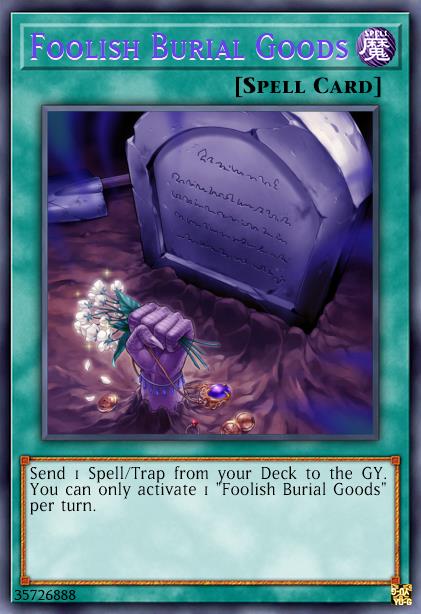 Foolish Burial Goods
SPELL
魔
[Spell Card]
Send 1 Spell/Trap from your Deck to the GY.
You can only activate 1 "Foolish Burial Goods"
per turn.
35726888